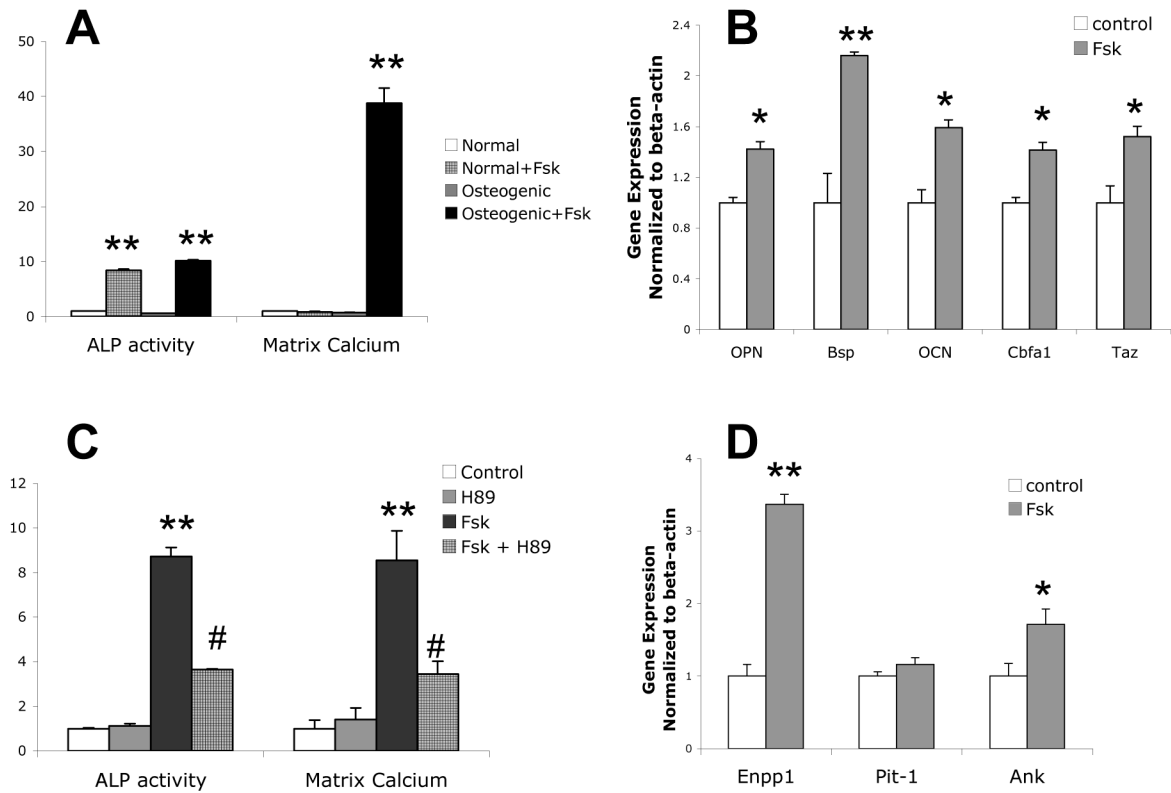 A
50
40
30
20
10
0
** ** **
Normal
Normal+Fsk
Osteogenic
Osteogenic+Fsk
ALP activity Matrix Calcium
B
Gene Expression
Normalized to beta-actin
2.4
2
1.6
1.2
0.8
0.4
0
* ** * * *
control
Fsk
OPN Bsp OCN Cbfa1 Taz
C
12
10
8
6
4
2
0
** # ** #
Control
H89
Fsk
Fsk + H89
ALP activity Matrix Calcium
D
Gene Expression
Normalized to beta-actin
4
3
2
1
0
** *
control
Fsk
Enpp1 Pit-1 Ank